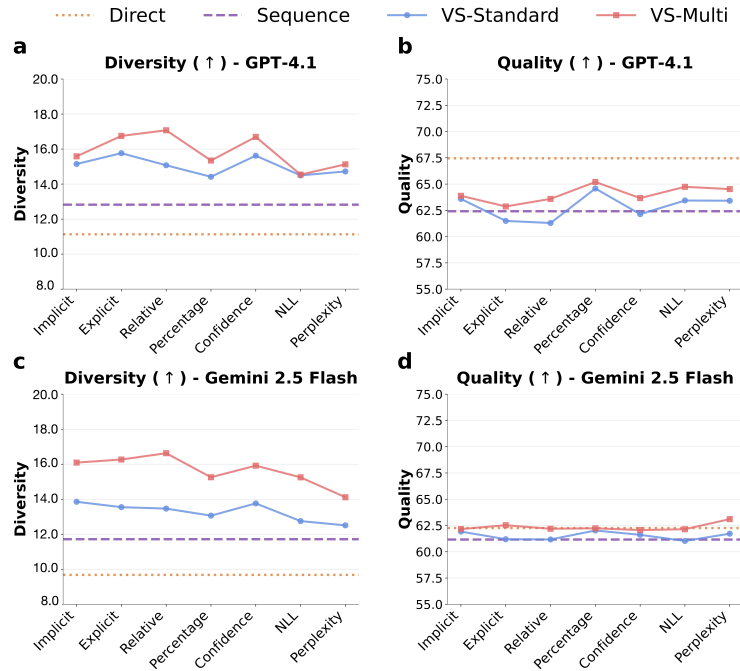 Direct Sequence VS-Standard VS-Multi
a
Diversity ( ↑ ) - GPT-4.1
Diversity
20.0
18.0
16.0
14.0
12.0
10.0
8.0
Implicit
Explicit
Relative
Percentage
Confidence
NLL
Perplexity
b
Quality ( ↑ ) - GPT-4.1
Quality
75.0
72.5
70.0
67.5
65.0
62.5
60.0
57.5
55.0
Implicit
Explicit
Relative
Percentage
Confidence
NLL
Perplexity
c
Diversity ( ↑ ) - Gemini 2.5 Flash
Diversity
20.0
18.0
16.0
14.0
12.0
10.0
8.0
Implicit
Explicit
Relative
Percentage
Confidence
NLL
Perplexity
d
Quality ( ↑ ) - Gemini 2.5 Flash
Quality
75.0
72.5
70.0
67.5
65.0
62.5
60.0
57.5
55.0
Implicit
Explicit
Relative
Percentage
Confidence
NLL
Perplexity